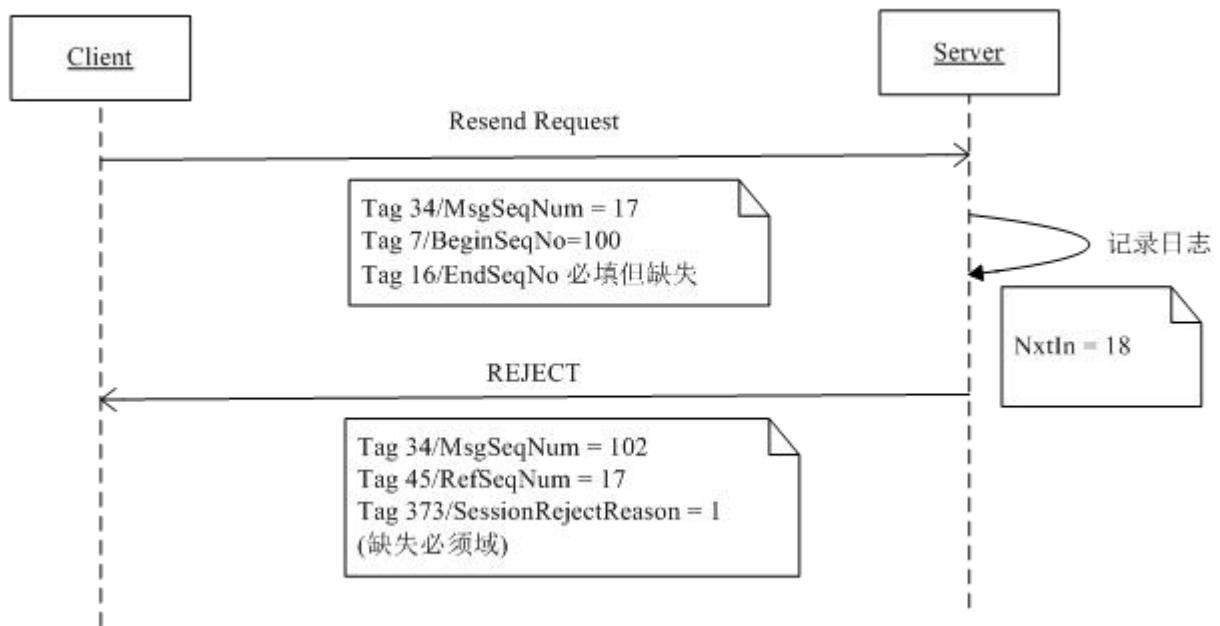 Client
Server
Resend Request
Tag 34/MsgSeqNum = 17
Tag 7/BeginSeqNo=100
Tag 16/EndSeqNo 必填但缺失
记录日志
NxtIn = 18
REJECT
Tag 34/MsgSeqNum = 102
Tag 45/RefSeqNum = 17
Tag 373/SessionRejectReason = 1
(缺失必须域)